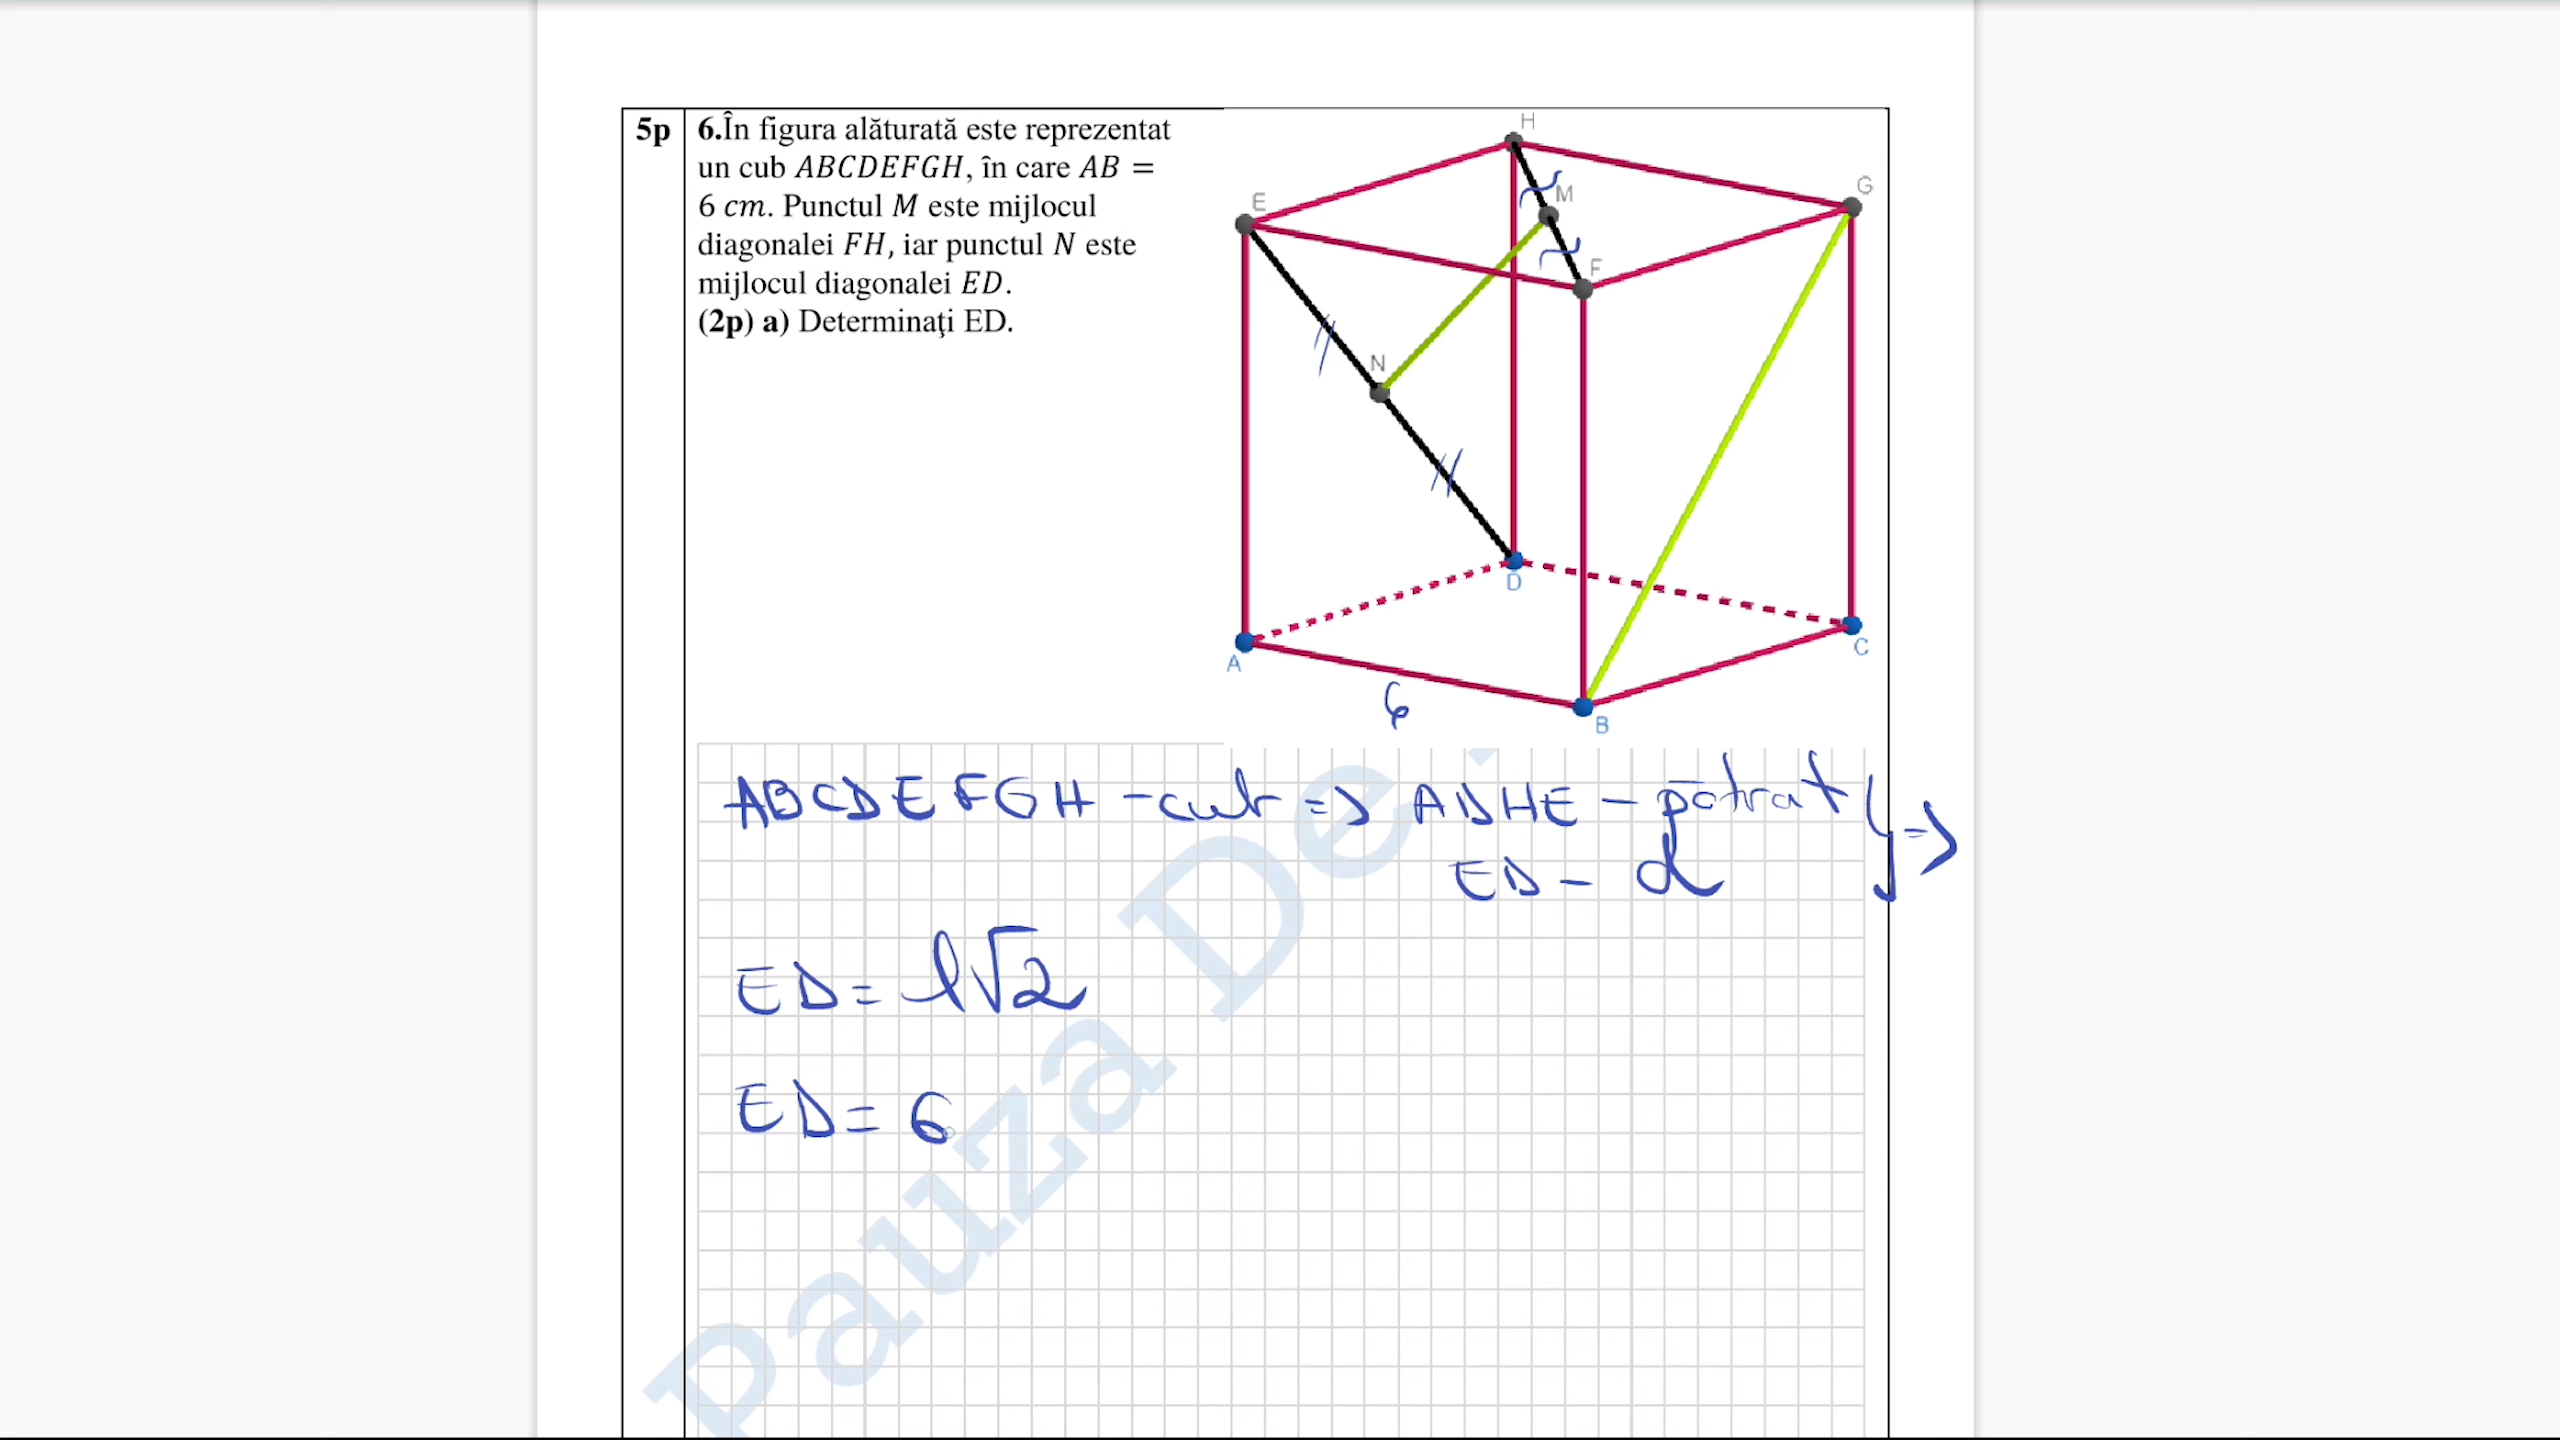 5p
6.În figura alăturată este reprezentat
un cub ABCDEFGH, în care AB =
6 cm. Punctul M este mijlocul
diagonalei FH, iar punctul N este
mijlocul diagonalei ED.
(2p) a) Determinaţi ED.
H
M
G
E
F
N
D
A
C
B
6
ABCDEFGH - cub => ADHE - pătrat } =>
ED - d
ED = l√2
ED = 6
Pauza De